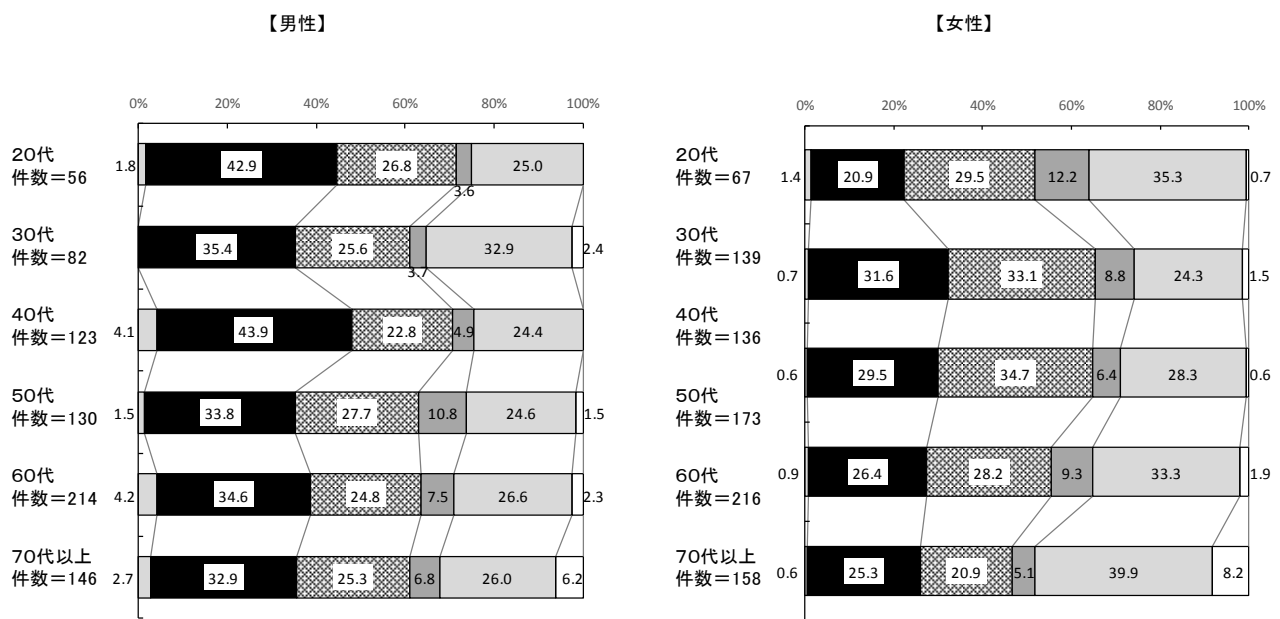 【男性】
0% 20% 40% 60% 80% 100%
20代
件数＝56
1.8 42.9 26.8 3.6 25.0
30代
件数＝82
35.4 25.6 3.7 32.9 2.4
40代
件数＝123
4.1 43.9 22.8 4.9 24.4
50代
件数＝130
1.5 33.8 27.7 10.8 24.6 1.5
60代
件数＝214
4.2 34.6 24.8 7.5 26.6 2.3
70代以上
件数＝146
2.7 32.9 25.3 6.8 26.0 6.2
【女性】
0% 20% 40% 60% 80% 100%
20代
件数＝67
1.4 20.9 29.5 12.2 35.3 0.7
30代
件数＝139
0.7 31.6 33.1 8.8 24.3 1.5
40代
件数＝136
0.6 29.5 34.7 6.4 28.3 0.6
50代
件数＝173
60代
件数＝216
0.9 26.4 28.2 9.3 33.3 1.9
70代以上
件数＝158
0.6 25.3 20.9 5.1 39.9 8.2